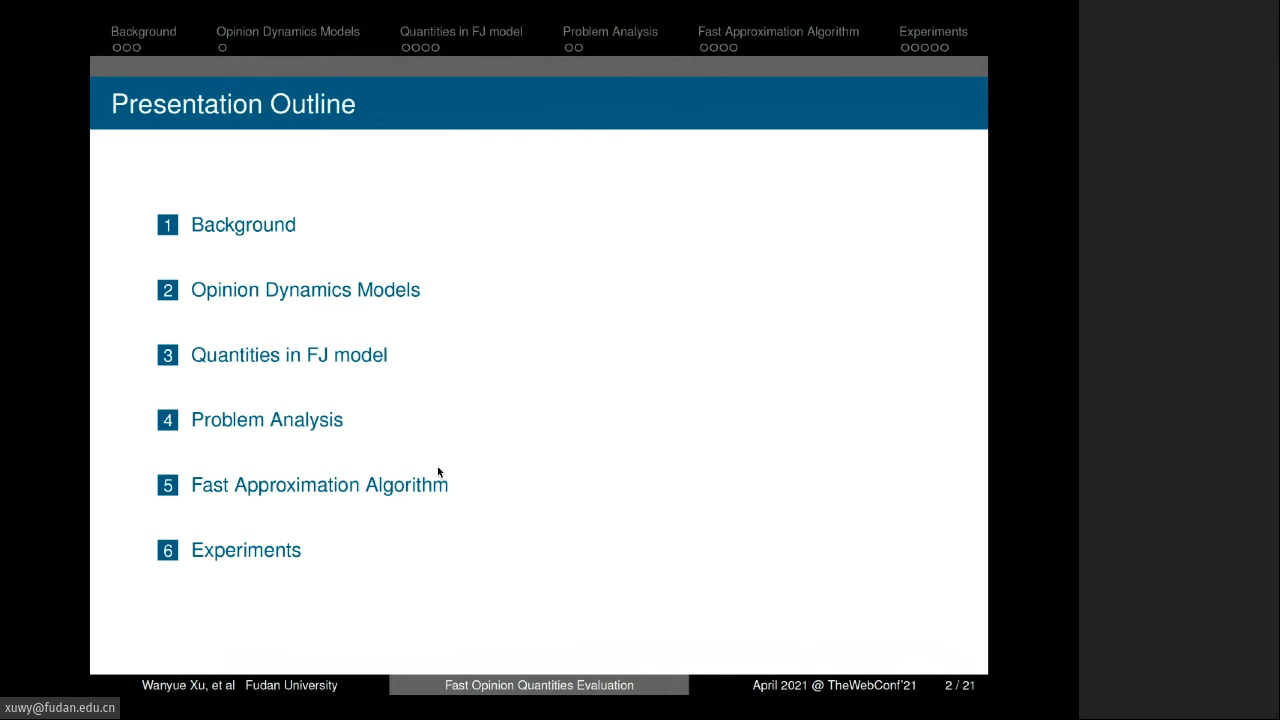 Background Opinion Dynamics Models Quantities in FJ model Problem Analysis Fast Approximation Algorithm Experiments
Presentation Outline
1 Background
2 Opinion Dynamics Models
3 Quantities in FJ model
4 Problem Analysis
5 Fast Approximation Algorithm
6 Experiments
Wanyue Xu, et al Fudan University Fast Opinion Quantities Evaluation April 2021 @ TheWebConf'21 2 / 21
xuwy@fudan.edu.cn